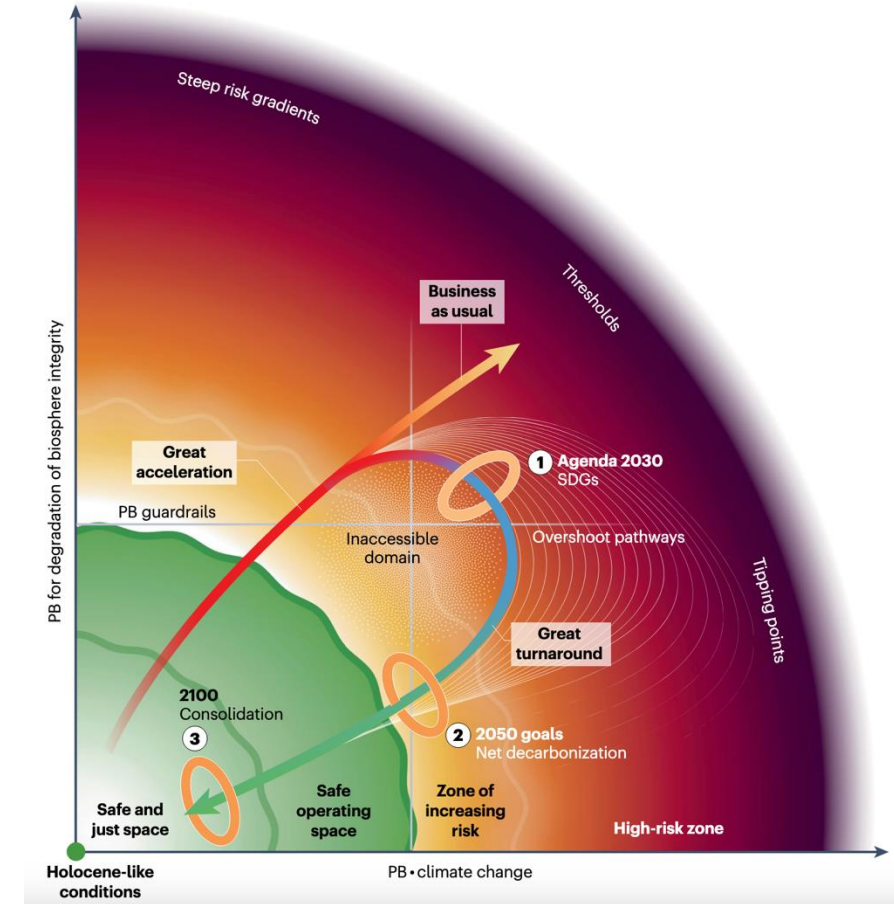 Steep risk gradients
Thresholds
Business
as usual
PB for degradation of biosphere integrity
Great
acceleration
1 Agenda 2030
SDGs
PB guardrails
Inaccessible
domain
Overshoot pathways
Tipping points
Great
turnaround
2100
Consolidation
3
2 2050 goals
Net decarbonization
Safe and
just space
Safe
operating
space
Zone of
increasing
risk
High-risk zone
Holocene-like
conditions
PB•climate change